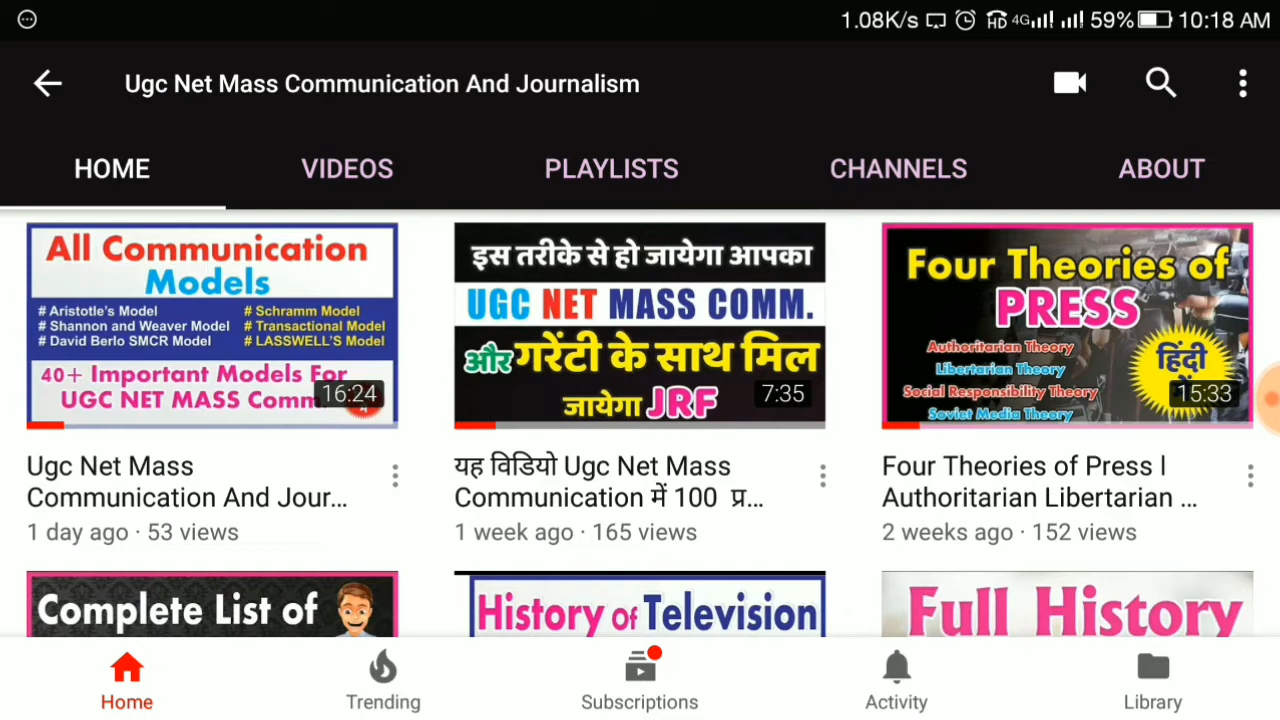 1.08K/s HD 4G 59% 10:18 AM
Ugc Net Mass Communication And Journalism
HOME VIDEOS PLAYLISTS CHANNELS ABOUT
All Communication
Models
# Aristotle's Model # Schramm Model
# Shannon and Weaver Model # Transactional Model
# David Berlo SMCR Model # LASSWELL'S Model
40+ Important Models For
UGC NET MASS Comm.
16:24
इस तरीके से हो जायेगा आपका
UGC NET MASS COMM.
और गरेंटी के साथ मिल
जायेगा JRF
7:35
Four Theories of
PRESS
Authoritarian Theory
Libertarian Theory
Social Responsibility Theory
Soviet Media Theory
हिंदी
15:33
Ugc Net Mass
Communication And Jour...
1 day ago · 53 views
यह विडियो Ugc Net Mass
Communication में 100 प्र...
1 week ago · 165 views
Four Theories of Press l
Authoritarian Libertarian ...
2 weeks ago · 152 views
Complete List of
History of Television
Full History
Home Trending Subscriptions Activity Library